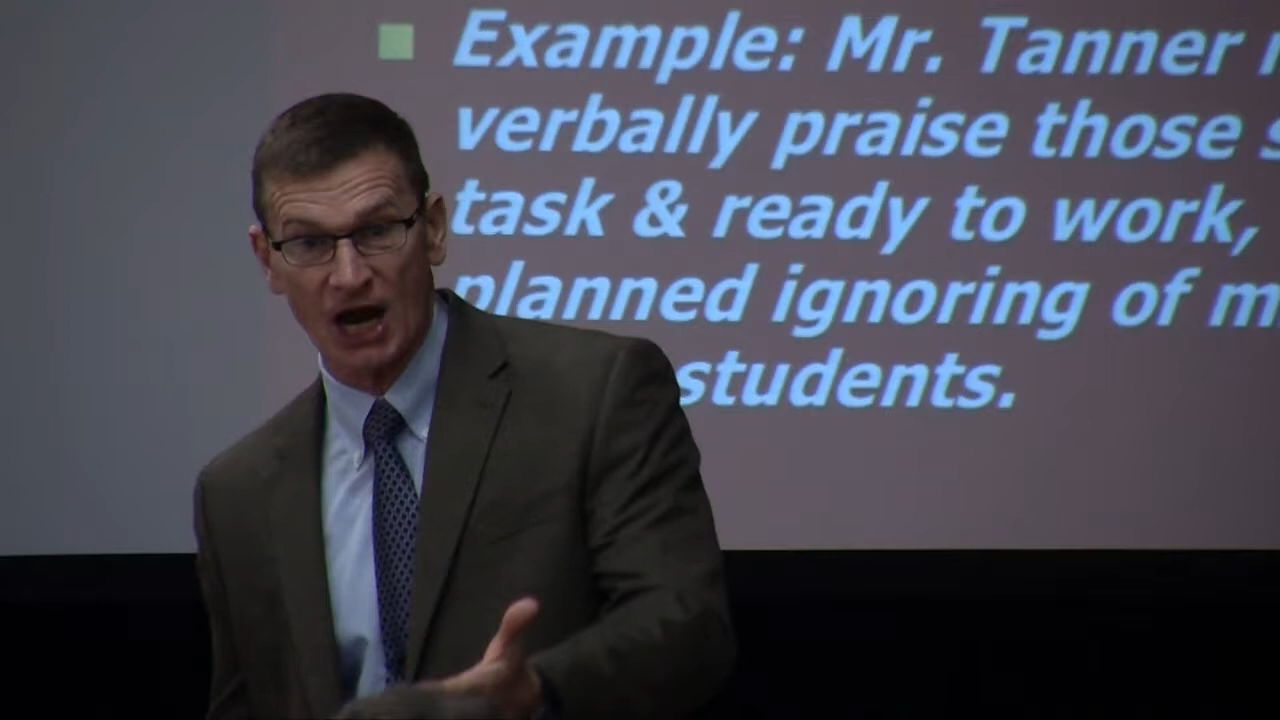 Example: Mr. Tanner
verbally praise those
task & ready to work,
planned ignoring of
students.